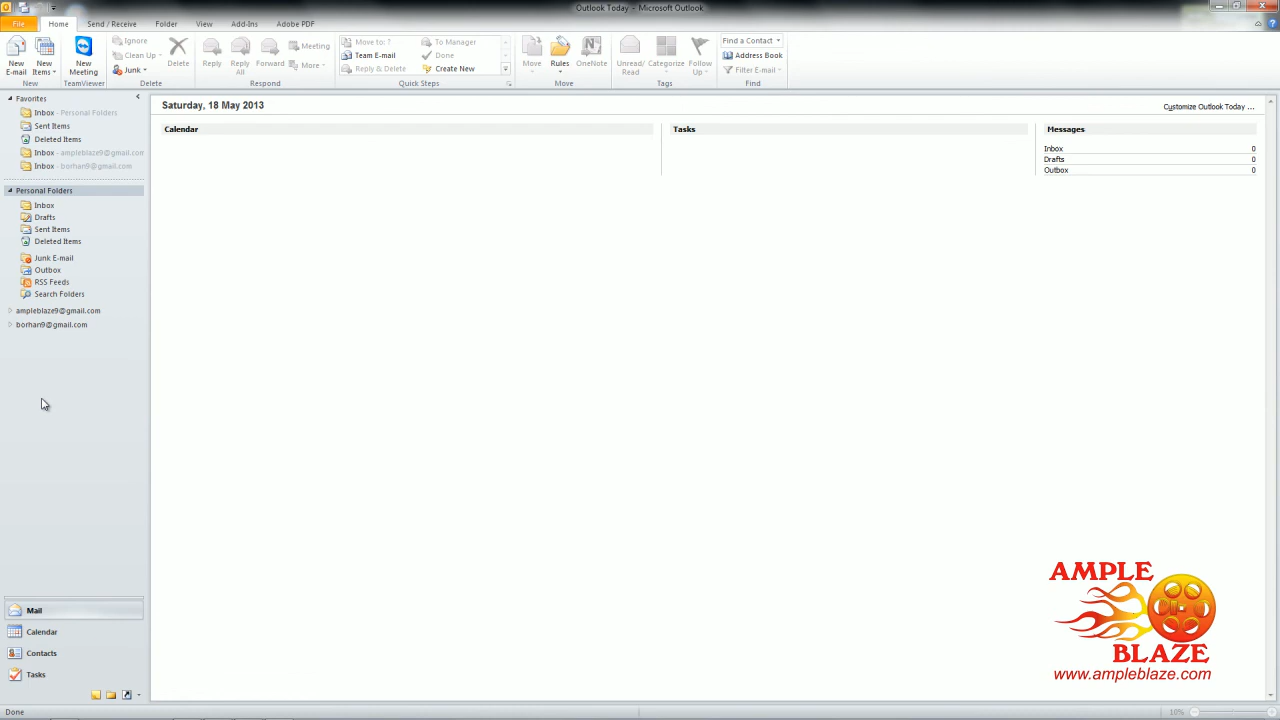 Outlook Today - Microsoft Outlook
File Home Send / Receive Folder View Add-Ins Adobe PDF
New E-mail
New Items
New
New Meeting
TeamViewer
Ignore
Clean Up
Junk
Delete
Delete
Reply
Reply All
Forward
Meeting
More
Respond
Move to: ?
Team E-mail
Reply & Delete
To Manager
Done
Create New
Quick Steps
Move
Rules
OneNote
Move
Unread/ Read
Categorize
Follow Up
Tags
Find a Contact
Address Book
Filter E-mail
Find
Favorites
Inbox - Personal Folders
Sent Items
Deleted Items
Inbox - ampleblaze9@gmail.com
Inbox - borhan9@gmail.com
Personal Folders
Inbox
Drafts
Sent Items
Deleted Items
Junk E-mail
Outbox
RSS Feeds
Search Folders
ampleblaze9@gmail.com
borhan9@gmail.com
Mail
Calendar
Contacts
Tasks
Saturday, 18 May 2013
Customize Outlook Today ...
Calendar
Tasks
Messages
Inbox 0
Drafts 0
Outbox 0
AMPLE
BLAZE
www.ampleblaze.com
Done
10%